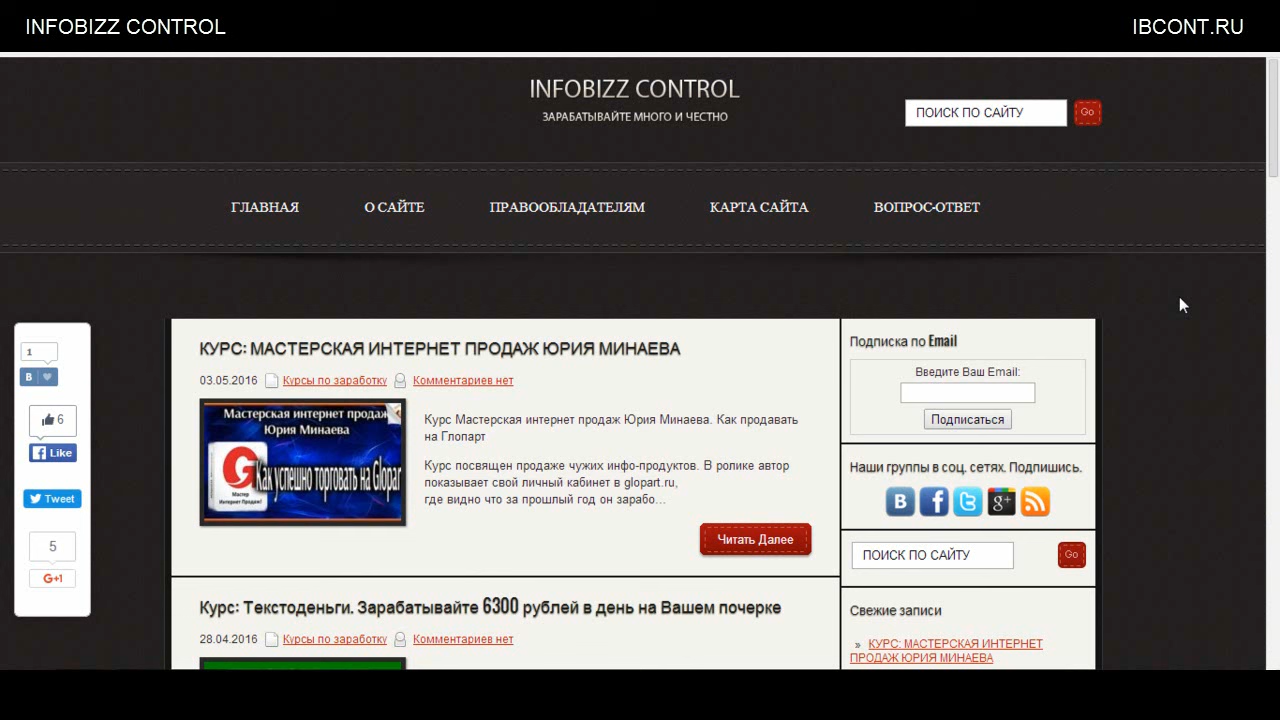 INFOBIZZ CONTROL
IBCONT.RU
INFOBIZZ CONTROL
ЗАРАБАТЫВАЙТЕ МНОГО И ЧЕСТНО
ПОИСК ПО САЙТУ
Go
ГЛАВНАЯ
О САЙТЕ
ПРАВООБЛАДАТЕЛЯМ
КАРТА САЙТА
ВОПРОС-ОТВЕТ
1
B
6
Like
Tweet
5
G+1
КУРС: МАСТЕРСКАЯ ИНТЕРНЕТ ПРОДАЖ ЮРИЯ МИНАЕВА
03.05.2016 Курсы по заработку Комментариев нет
Мастерская интернет продаж
Юрия Минаева
G Как успешно торговать на Glopar
Мастер
Интернет Продаж!
Курс Мастерская интернет продаж Юрия Минаева. Как продавать
на Глопарт
Курс посвящен продаже чужих инфо-продуктов. В ролике автор
показывает свой личный кабинет в glopart.ru,
где видно что за прошлый год он зарабо...
Читать Далее
Курс: Текстоденьги. Зарабатывайте 6300 рублей в день на Вашем почерке
28.04.2016 Курсы по заработку Комментариев нет
Подписка по Email
Введите Ваш Email:
Подписаться
Наши группы в соц. сетях. Подпишись.
B f t g+
ПОИСК ПО САЙТУ
Go
Свежие записи
» КУРС: МАСТЕРСКАЯ ИНТЕРНЕТ
ПРОДАЖ ЮРИЯ МИНАЕВА